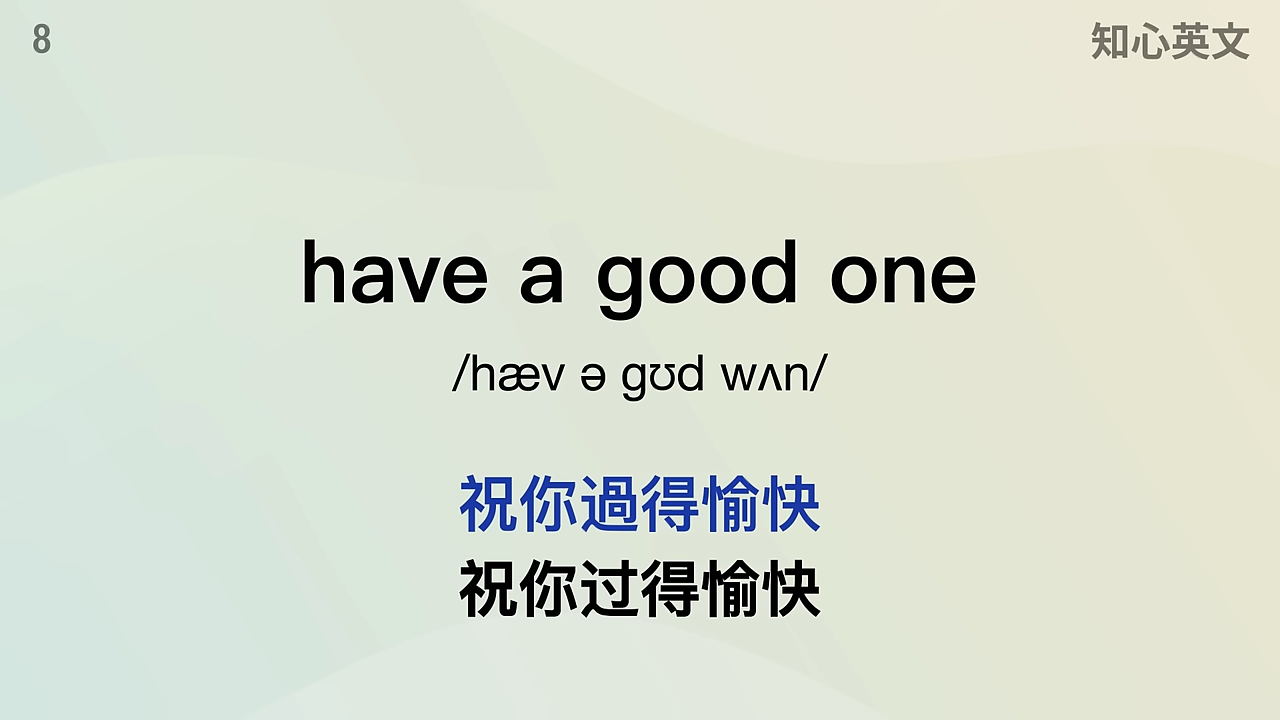 8
知心英文
have a good one
/hæv ə gʊd wʌn/
祝你過得愉快
祝你过得愉快